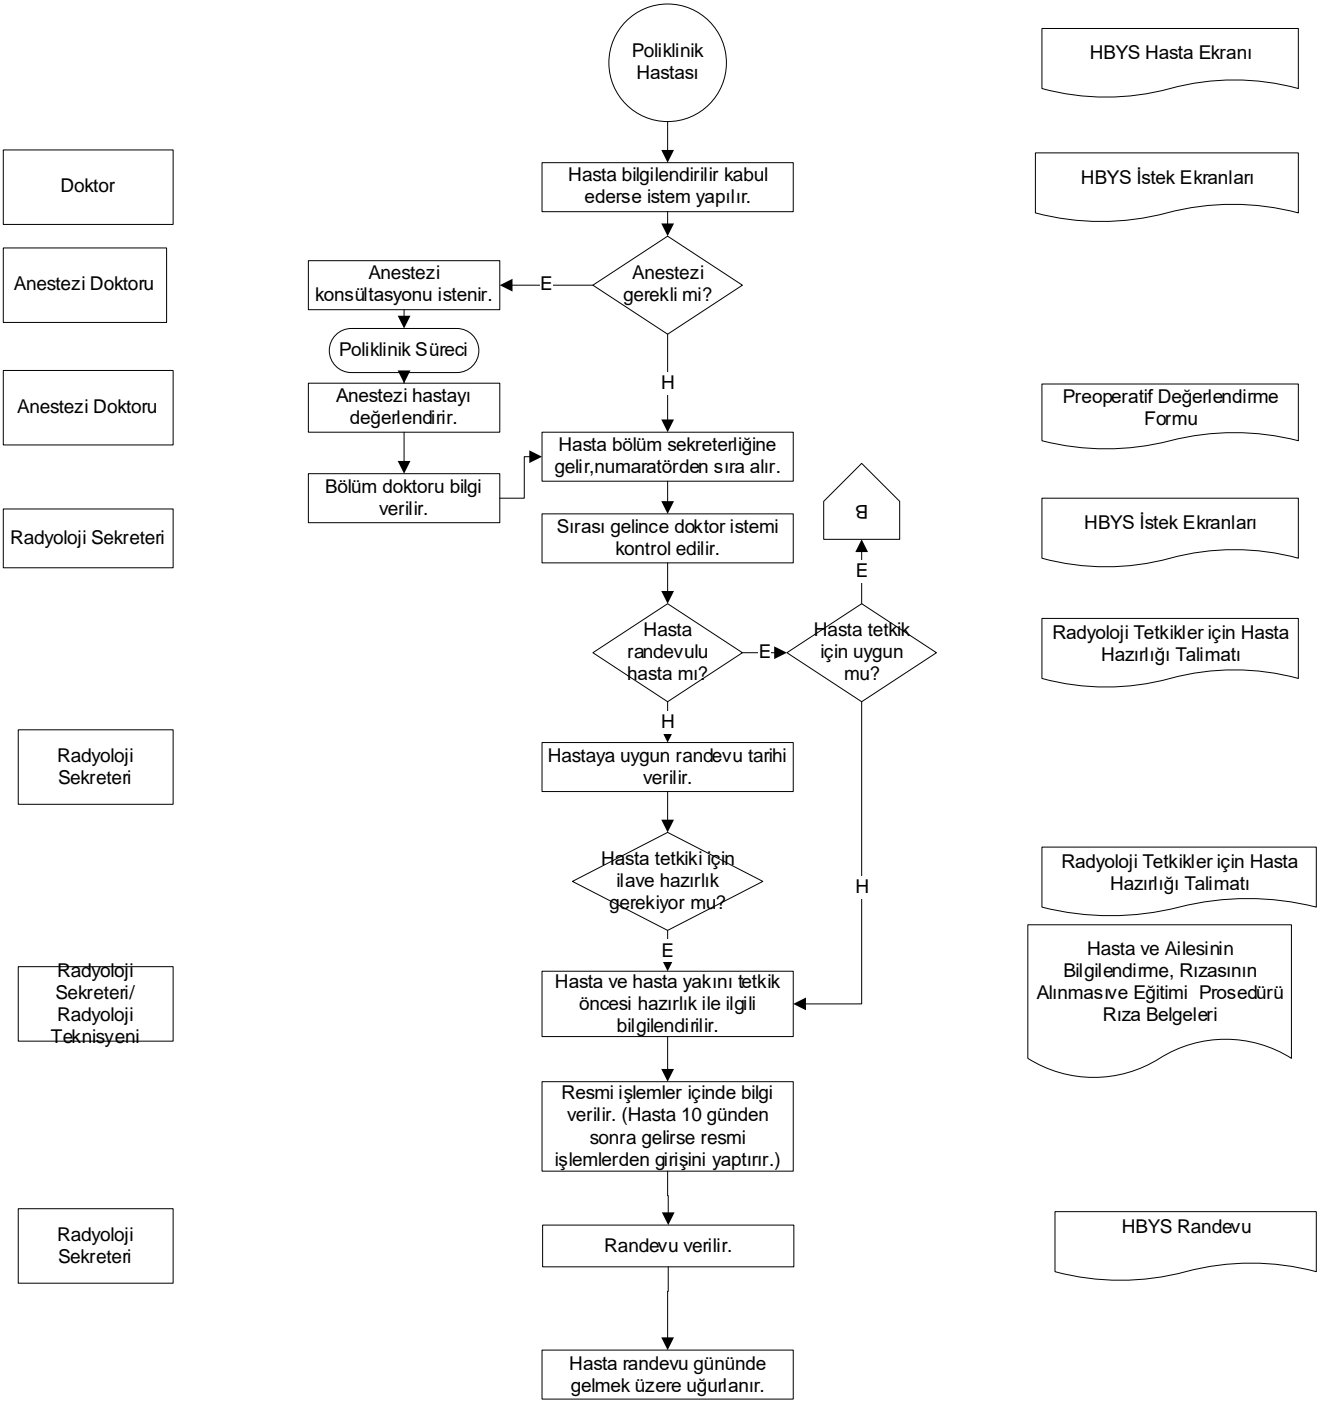 Poliklinik
Hastası
HBYS Hasta Ekranı
Doktor
Hasta bilgilendirilir kabul
ederse istem yapılır.
HBYS İstek Ekranları
Anestezi Doktoru
Anestezi
konsültasyonu istenir.
E
Anestezi
gerekli mi?
Poliklinik Süreci
H
Anestezi Doktoru
Anestezi hastayı
değerlendirir.
Preoperatif Değerlendirme
Formu
Hasta bölüm sekreterliğine
gelir,numaratörden sıra alır.
Bölüm doktoru bilgi
verilir.
B
Radyoloji Sekreteri
Sırası gelince doktor istemi
kontrol edilir.
HBYS İstek Ekranları
E
Hasta
randevulu
hasta mı?
E
Hasta tetkik
için uygun
mu?
Radyoloji Tetkikler için Hasta
Hazırlığı Talimatı
H
Radyoloji
Sekreteri
Hastaya uygun randevu tarihi
verilir.
Hasta tetkiki için
ilave hazırlık
gerekiyor mu?
H
Radyoloji Tetkikler için Hasta
Hazırlığı Talimatı
E
Radyoloji
Sekreteri/
Radyoloji
Teknisyeni
Hasta ve hasta yakını tetkik
öncesi hazırlık ile ilgili
bilgilendirilir.
Hasta ve Ailesinin
Bilgilendirme, Rızasının
Alınmasıve Eğitimi  Prosedürü
Rıza Belgeleri
Resmi işlemler içinde bilgi
verilir. (Hasta 10 günden
sonra gelirse resmi
işlemlerden girişini yaptırır.)
Radyoloji
Sekreteri
Randevu verilir.
HBYS Randevu
Hasta randevu gününde
gelmek üzere uğurlanır.